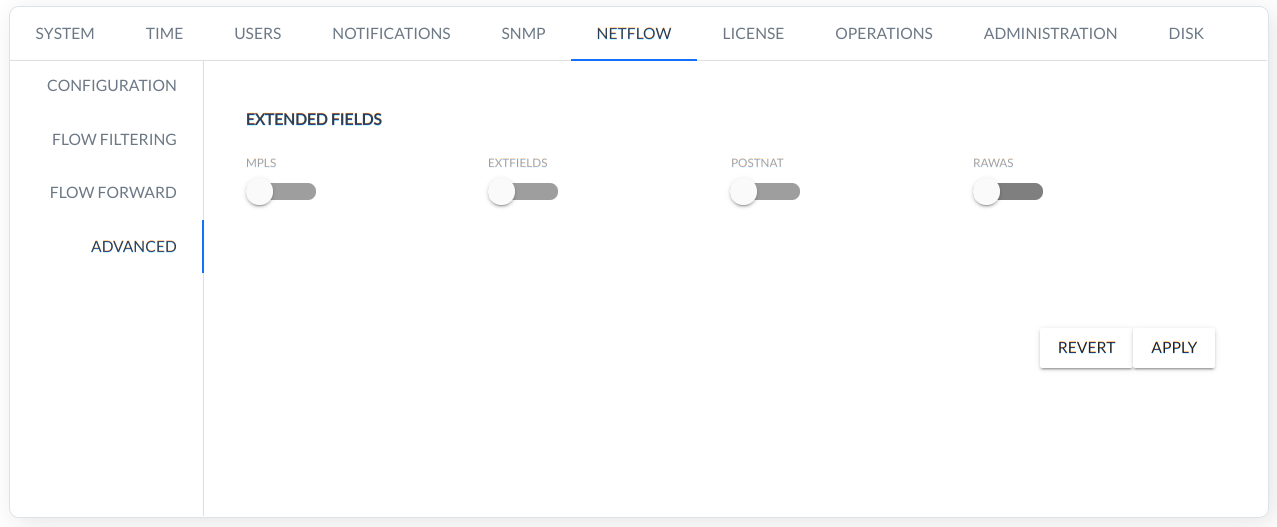 SYSTEM TIME USERS NOTIFICATIONS SNMP NETFLOW LICENSE OPERATIONS ADMINISTRATION DISK
CONFIGURATION
FLOW FILTERING
FLOW FORWARD
ADVANCED
EXTENDED FIELDS
MPLS EXTFIELDS POSTNAT RAWAS
REVERT APPLY